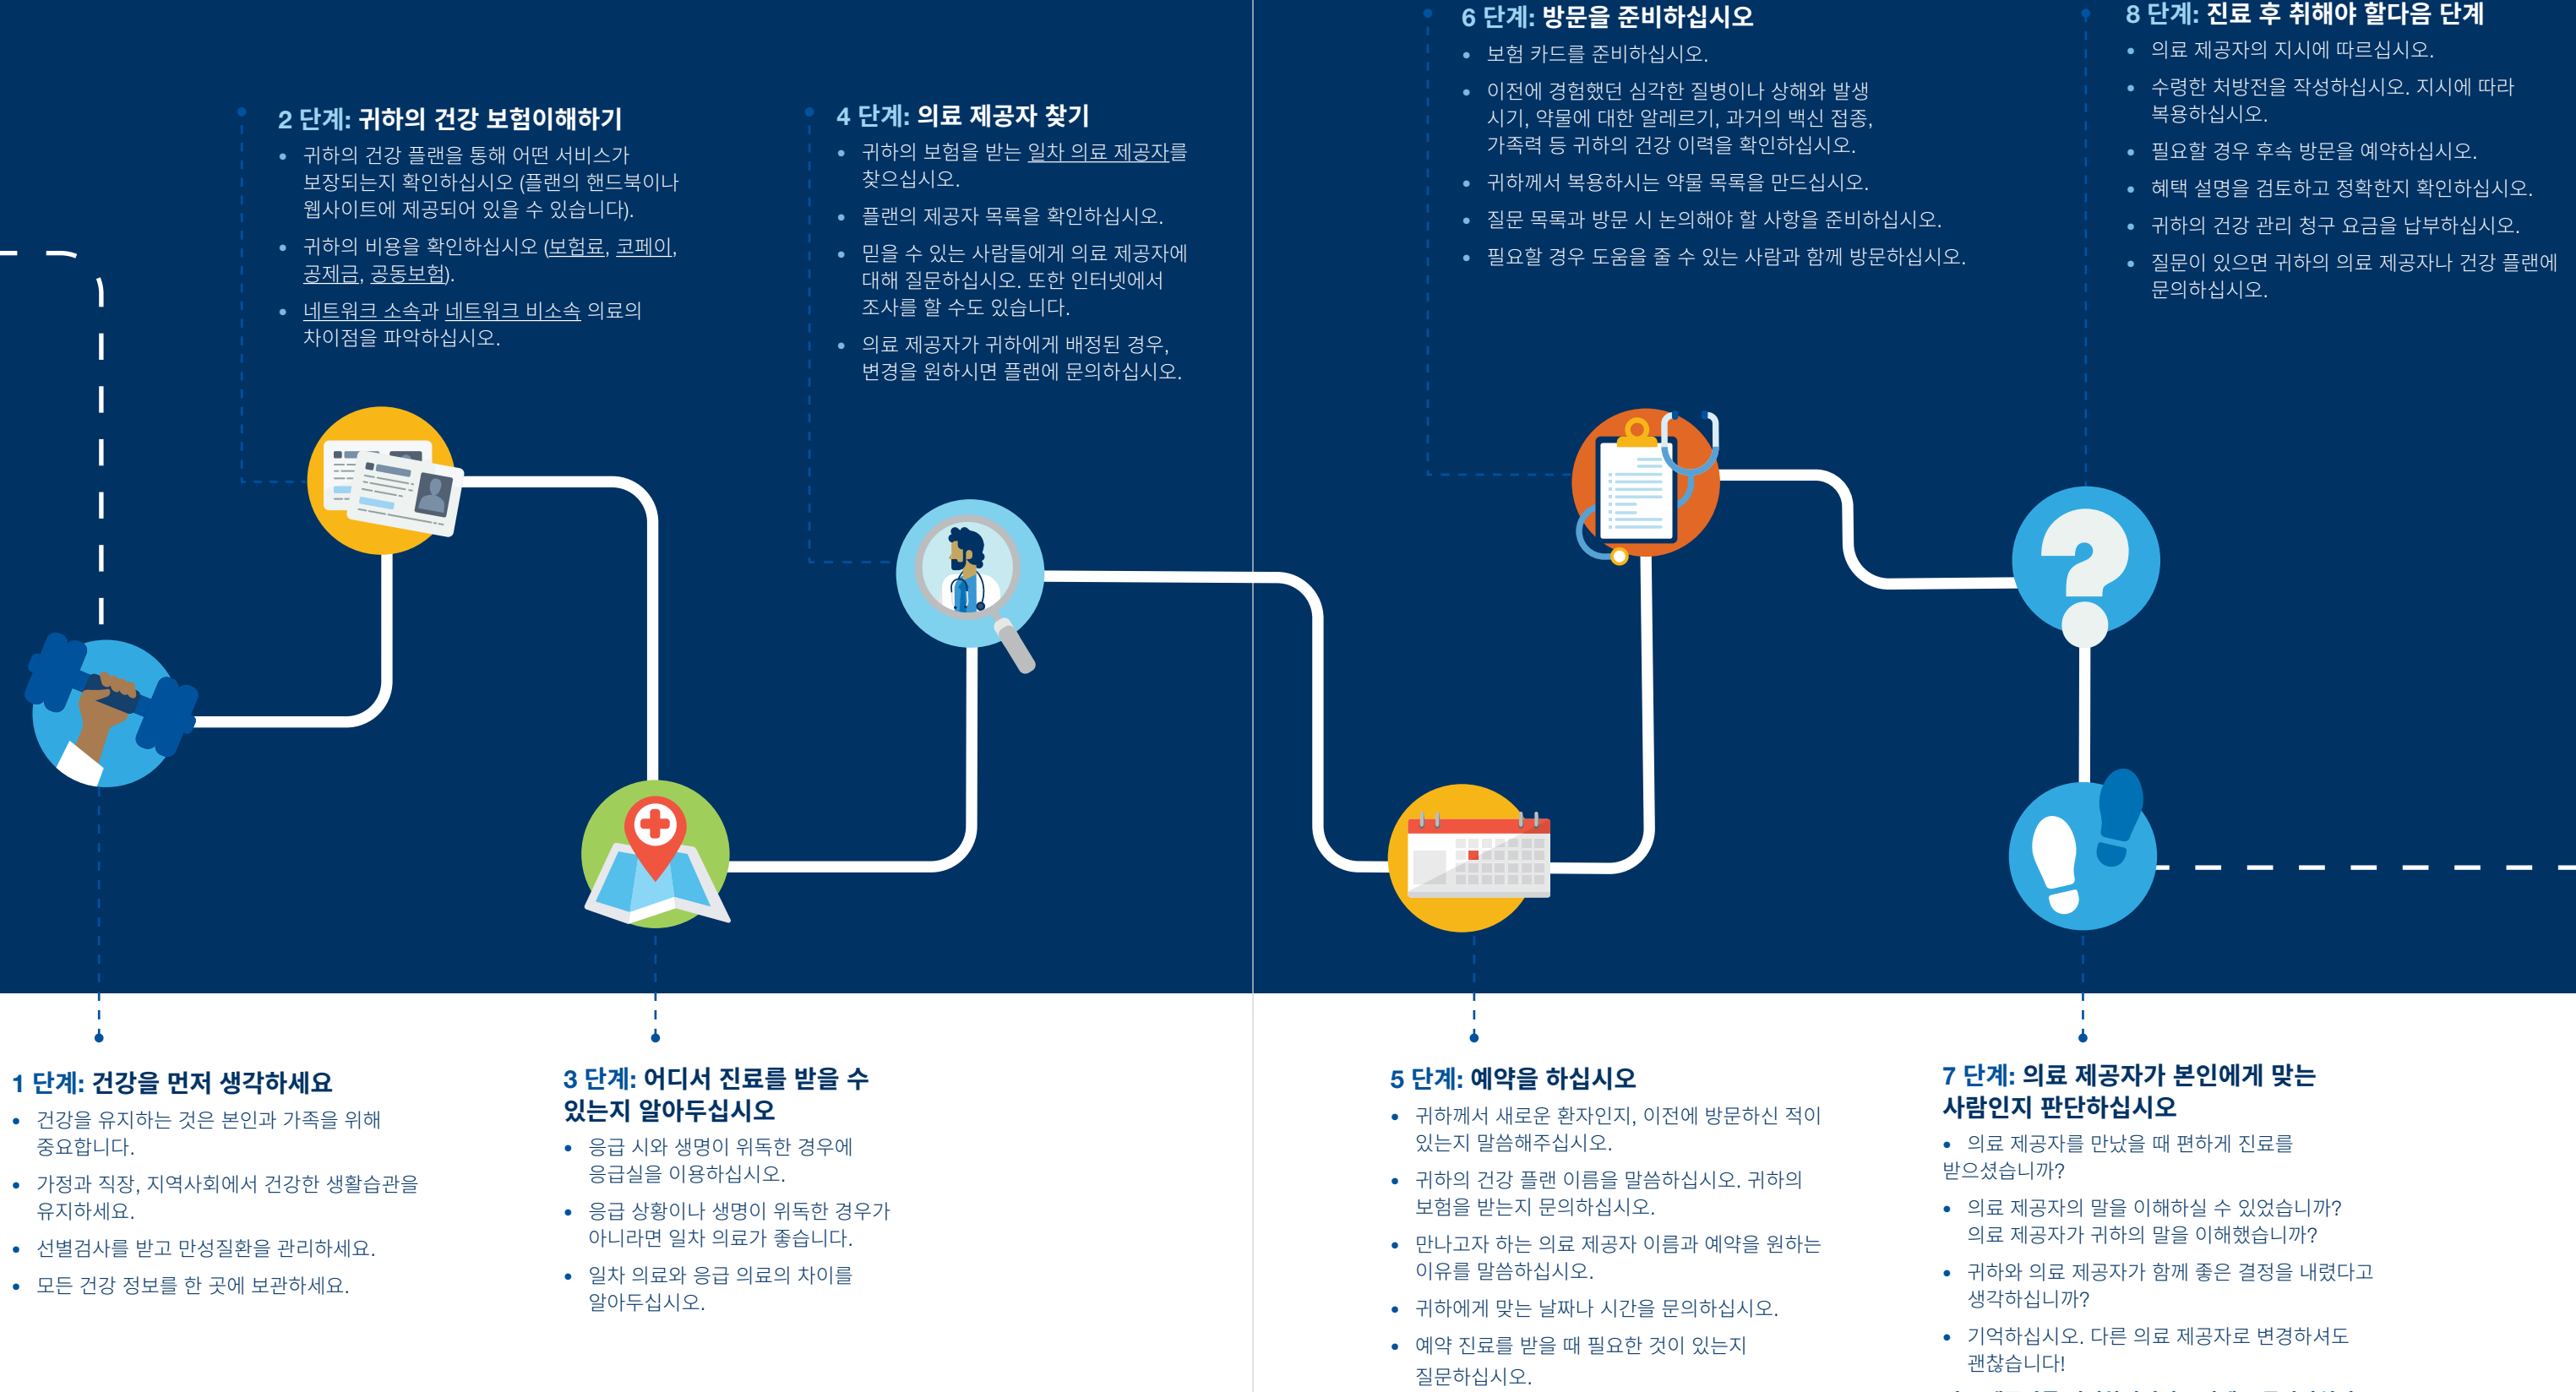 2 단계: 귀하의 건강 보험이해하기
• 귀하의 건강 플랜을 통해 어떤 서비스가
보장되는지 확인하십시오 (플랜의 핸드북이나
웹사이트에 제공되어 있을 수 있습니다).
• 귀하의 비용을 확인하십시오 (보험료, 코페이,
공제금, 공동보험).
• 네트워크 소속과 네트워크 비소속 의료의
차이점을 파악하십시오.
4 단계: 의료 제공자 찾기
• 귀하의 보험을 받는 일차 의료 제공자를
찾으십시오.
• 플랜의 제공자 목록을 확인하십시오.
• 믿을 수 있는 사람들에게 의료 제공자에
대해 질문하십시오. 또한 인터넷에서
조사를 할 수도 있습니다.
• 의료 제공자가 귀하에게 배정된 경우,
변경을 원하시면 플랜에 문의하십시오.
6 단계: 방문을 준비하십시오
• 보험 카드를 준비하십시오.
• 이전에 경험했던 심각한 질병이나 상해와 발생
시기, 약물에 대한 알레르기, 과거의 백신 접종,
가족력 등 귀하의 건강 이력을 확인하십시오.
• 귀하께서 복용하시는 약물 목록을 만드십시오.
• 질문 목록과 방문 시 논의해야 할 사항을 준비하십시오.
• 필요할 경우 도움을 줄 수 있는 사람과 함께 방문하십시오.
8 단계: 진료 후 취해야 할다음 단계
• 의료 제공자의 지시에 따르십시오.
• 수령한 처방전을 작성하십시오. 지시에 따라
복용하십시오.
• 필요할 경우 후속 방문을 예약하십시오.
• 혜택 설명을 검토하고 정확한지 확인하십시오.
• 귀하의 건강 관리 청구 요금을 납부하십시오.
• 질문이 있으면 귀하의 의료 제공자나 건강 플랜에
문의하십시오.
1 단계: 건강을 먼저 생각하세요
• 건강을 유지하는 것은 본인과 가족을 위해
중요합니다.
• 가정과 직장, 지역사회에서 건강한 생활습관을
유지하세요.
• 선별검사를 받고 만성질환을 관리하세요.
• 모든 건강 정보를 한 곳에 보관하세요.
3 단계: 어디서 진료를 받을 수
있는지 알아두십시오
• 응급 시와 생명이 위독한 경우에
응급실을 이용하십시오.
• 응급 상황이나 생명이 위독한 경우가
아니라면 일차 의료가 좋습니다.
• 일차 의료와 응급 의료의 차이를
알아두십시오.
5 단계: 예약을 하십시오
• 귀하께서 새로운 환자인지, 이전에 방문하신 적이
있는지 말씀해주십시오.
• 귀하의 건강 플랜 이름을 말씀하십시오. 귀하의
보험을 받는지 문의하십시오.
• 만나고자 하는 의료 제공자 이름과 예약을 원하는
이유를 말씀하십시오.
• 귀하에게 맞는 날짜나 시간을 문의하십시오.
• 예약 진료를 받을 때 필요한 것이 있는지
질문하십시오.
7 단계: 의료 제공자가 본인에게 맞는
사람인지 판단하십시오
• 의료 제공자를 만났을 때 편하게 진료를
받으셨습니까?
• 의료 제공자의 말을 이해하실 수 있었습니까?
의료 제공자가 귀하의 말을 이해했습니까?
• 귀하와 의료 제공자가 함께 좋은 결정을 내렸다고
생각하십니까?
• 기억하십시오. 다른 의료 제공자로 변경하셔도
괜찮습니다!